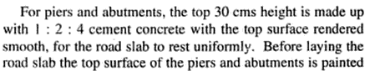 For piers and abutments, the top 30 cms height is made up
with 1 : 2 : 4 cement concrete with the top surface rendered
smooth, for the road slab to rest uniformly. Before laying the
road slab the top surface of the piers and abutments is painted